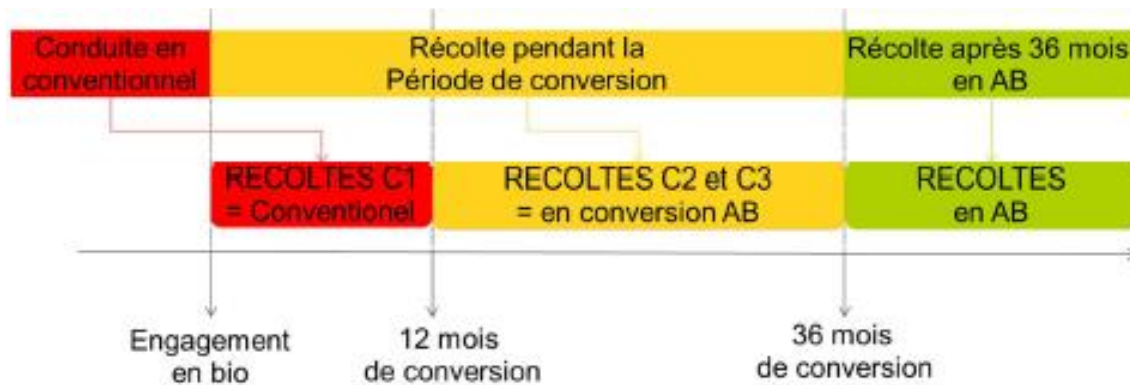 Conduite en
conventionnel
Récolte pendant la
Période de conversion
Récolte après 36 mois
en AB
RECOLTES C1
= Conventionel
RECOLTES C2 et C3
= en conversion AB
RECOLTES
en AB
Engagement
en bio
12 mois
de conversion
36 mois
de conversion